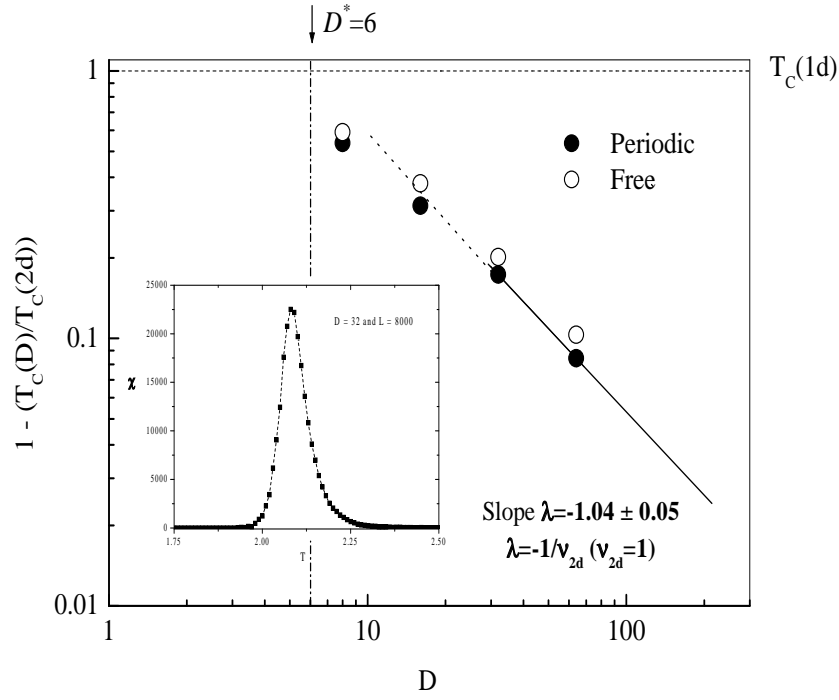 D*=6
1
T_C(1d)
Periodic
Free
1 - (T_C(D)/T_C(2d))
0.1
0.01
25000
20000
15000
10000
5000
0
χ
D = 32 and L = 8000
1.75 2.00 2.25 2.50
T
Slope λ=-1.04 ± 0.05
λ=-1/ν_2d (ν_2d=1)
1 10 100
D